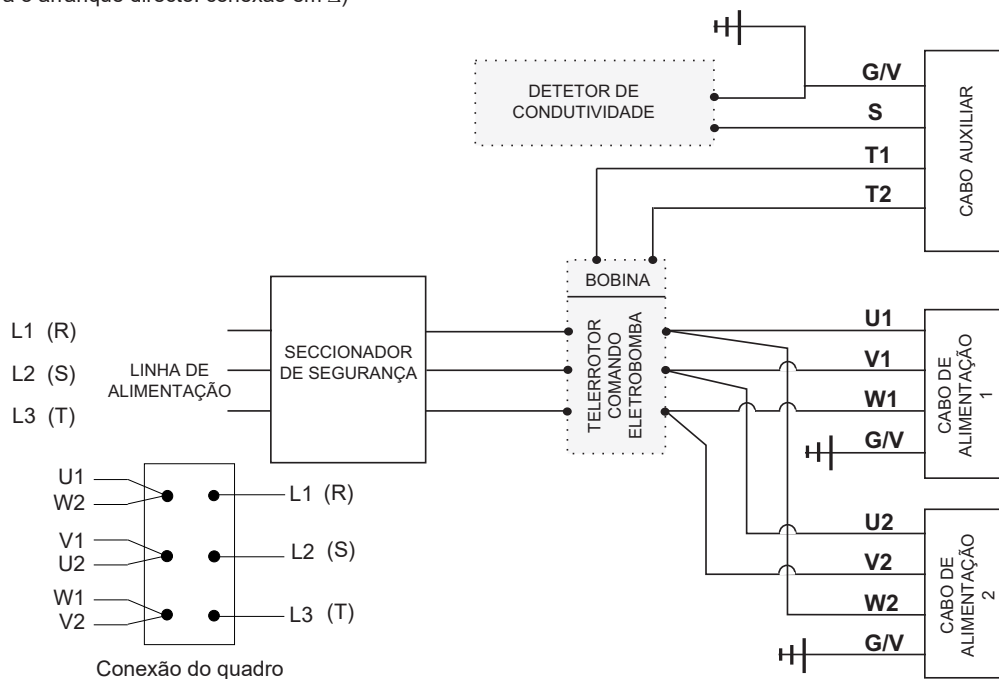 arranque director conexão em
G/V
DETETOR DE
CONDUTIVIDADE
S
T1
T2
CABO AUXILIAR
BOBINA
TELERROTOR
COMANDO
ELETROBOMBA
L1 (R)
L2 (S)
L3 (T)
LINHA DE
ALIMENTAÇÃO
SECCIONADOR
DE SEGURANÇA
U1
V1
W1
G/V
CABO DE
ALIMENTAÇÃO
1
U2
V2
W2
G/V
CABO DE
ALIMENTAÇÃO
2
U1
W2
V1
U2
W1
V2
L1 (R)
L2 (S)
L3 (T)
Conexão do quadro